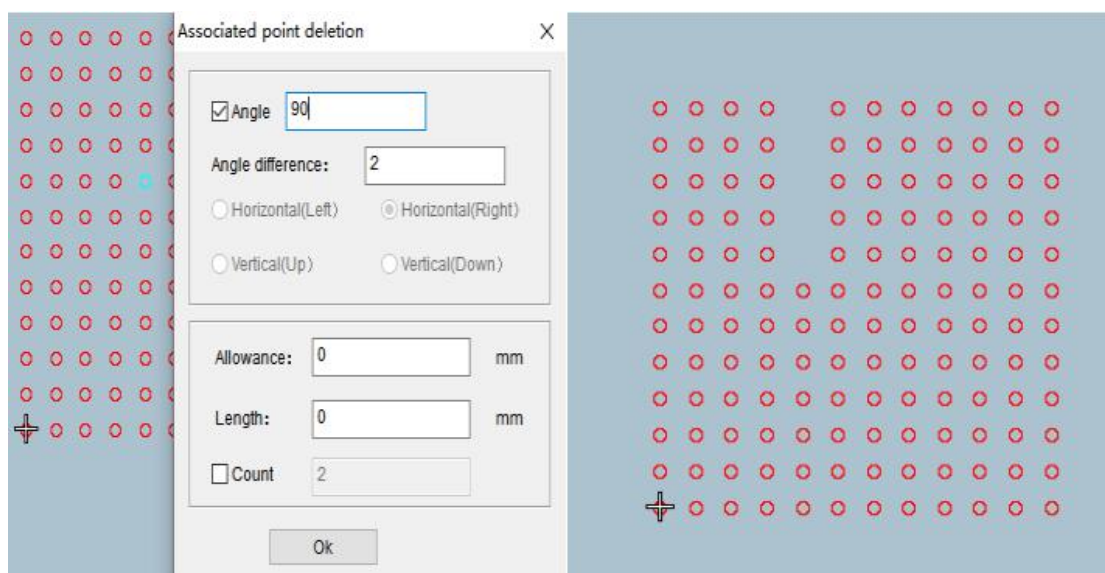 Associated point deletion
Angle 90
Angle difference: 2
Horizontal(Left) Horizontal(Right)
Vertical(Up) Vertical(Down)
Allowance: 0 mm
Length: 0 mm
Count 2
Ok